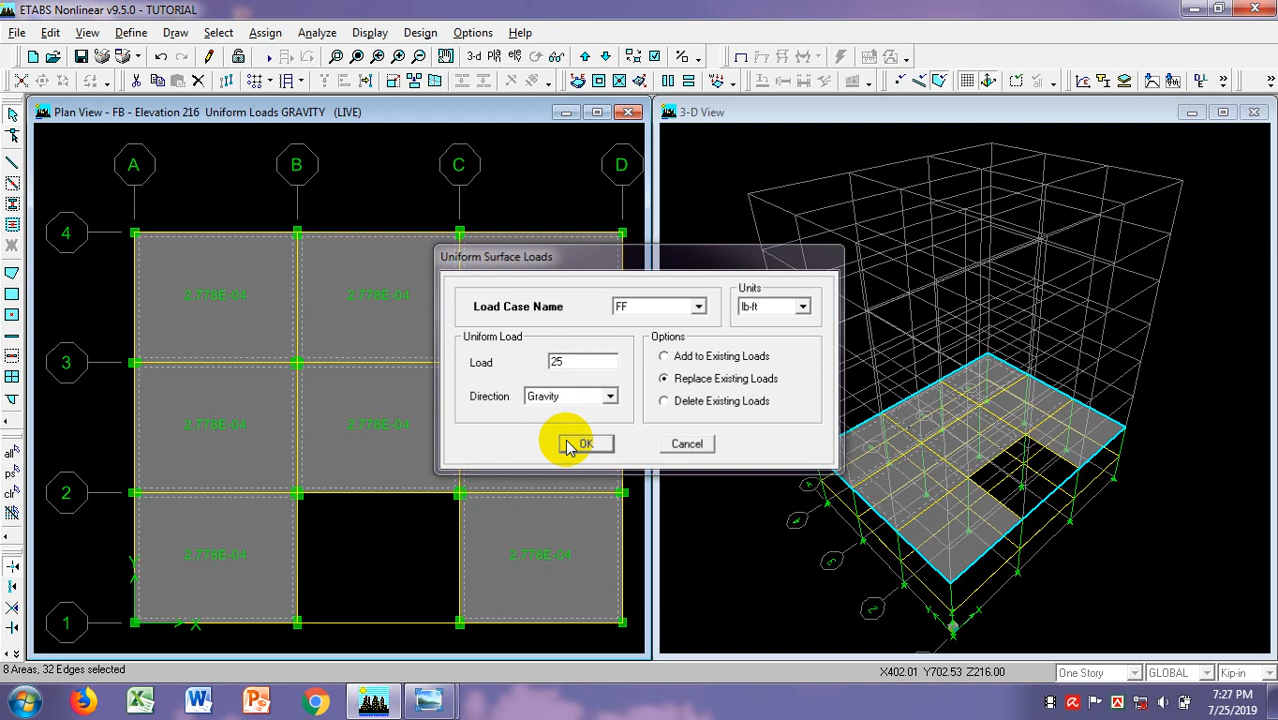 ETABS Nonlinear v9.5.0 - TUTORIAL
File Edit View Define Draw Select Assign Analyze Display Design Options Help
Plan View - FB - Elevation 216 Uniform Loads GRAVITY (LIVE)
3-D View
A B C D
4
3
2
1
2.778E-04
2.778E-04
2.778E-04
2.778E-04
2.778E-04
2.778E-04
X
Uniform Surface Loads
Load Case Name
FF
Units
lb-ft
Uniform Load
Load
25
Direction
Gravity
Options
Add to Existing Loads
Replace Existing Loads
Delete Existing Loads
OK
Cancel
3-d
all
ps
clr
8 Areas, 32 Edges selected
X402.01 Y702.53 Z216.00
One Story
GLOBAL
Kip-in
7:27 PM
7/25/2019